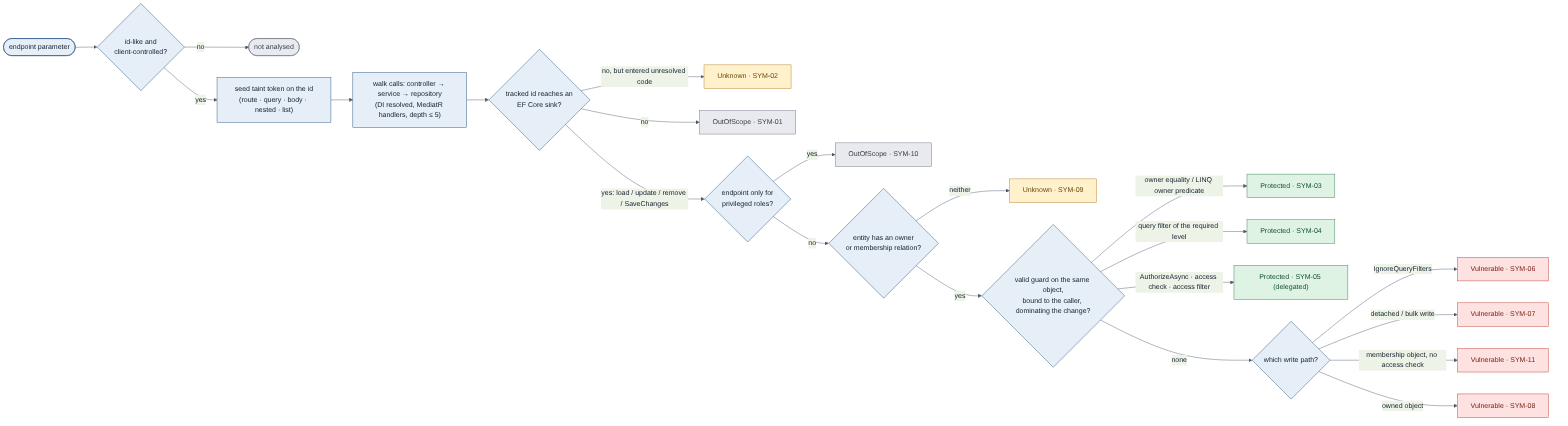 endpoint parameter
id-like and
client-controlled?
no
not analysed
yes
seed taint token on the id
(route · query · body ·
nested · list)
walk calls: controller →
service → repository
(DI resolved, MediatR
handlers, depth ≤ 5)
tracked id reaches an
EF Core sink?
no, but entered unresolved
code
Unknown · SYM-02
no
OutOfScope · SYM-01
yes: load / update / remove
/ SaveChanges
endpoint only for
privileged roles?
yes
OutOfScope · SYM-10
no
entity has an owner
or membership relation?
neither
Unknown · SYM-09
yes
valid guard on the same
object,
bound to the caller,
dominating the change?
owner equality / LINQ
owner predicate
Protected · SYM-03
query filter of the required
level
Protected · SYM-04
AuthorizeAsync · access
check · access filter
Protected · SYM-05
(delegated)
none
which write path?
IgnoreQueryFilters
Vulnerable · SYM-06
detached / bulk write
Vulnerable · SYM-07
membership object, no
access check
Vulnerable · SYM-11
owned object
Vulnerable · SYM-08